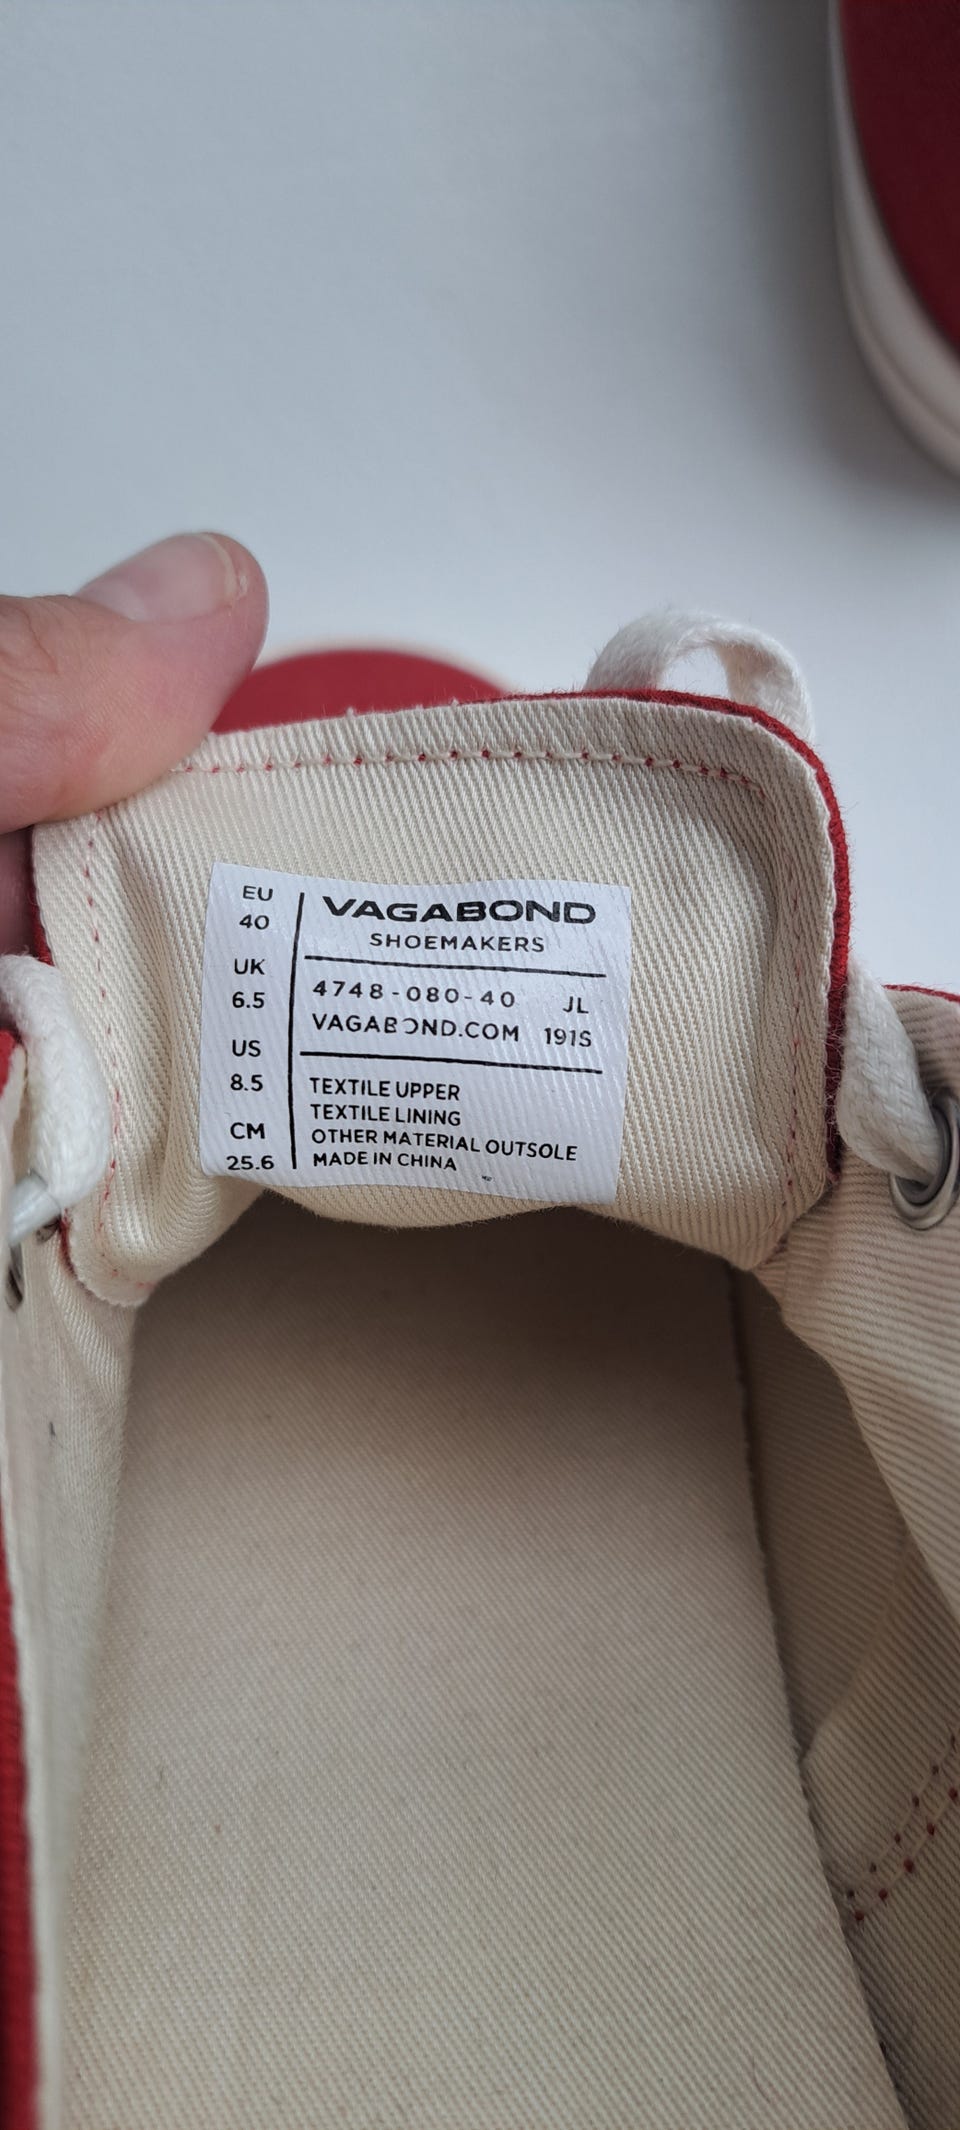 EU
40
UK
6.5
US
8.5
CM
25.6
VAGABOND
SHOEMAKERS
4748-080-40 JL
VAGABOND.COM 191S
TEXTILE UPPER
TEXTILE LINING
OTHER MATERIAL OUTSOLE
MADE IN CHINA